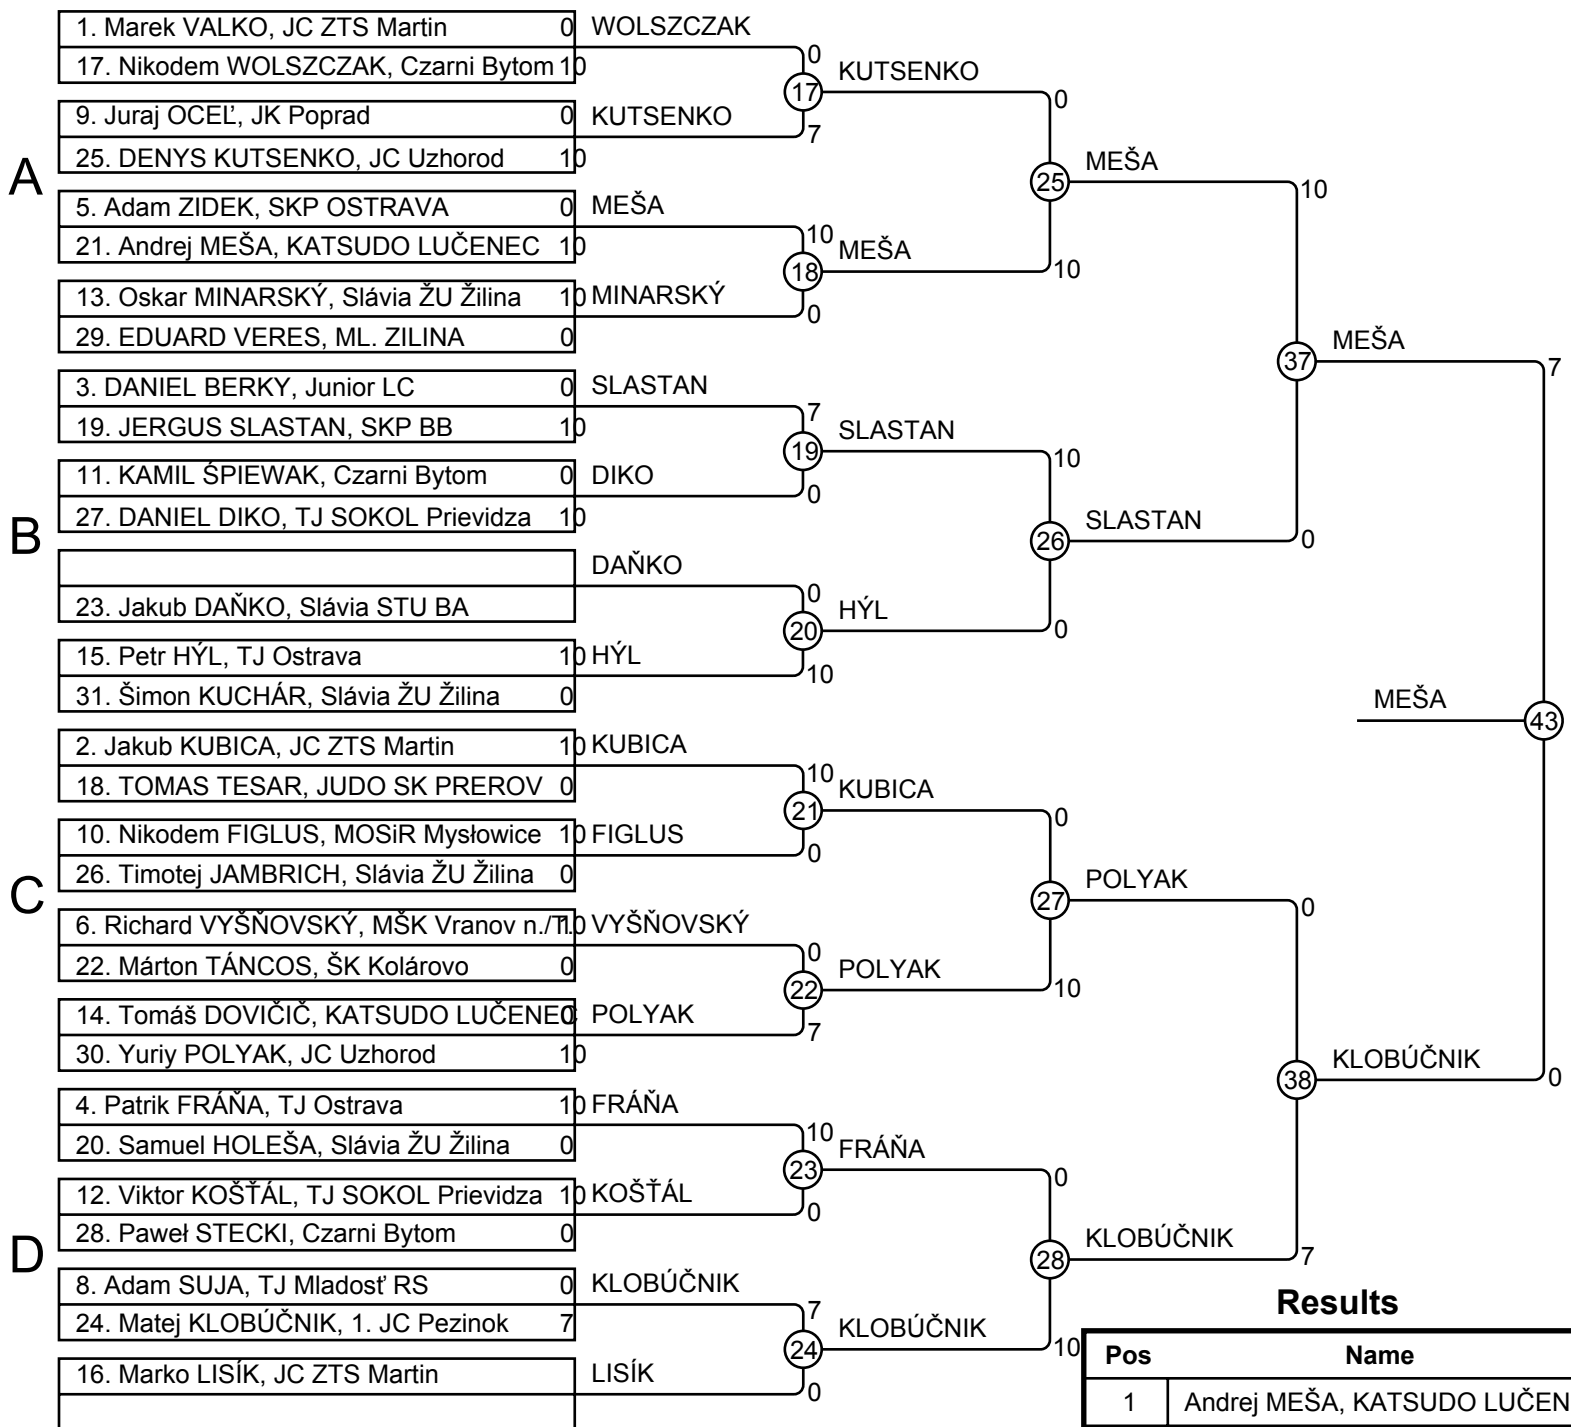 A
1. Marek VALKO, JC ZTS Martin 0
17. Nikodem WOLSZCZAK, Czarni Bytom 10
9. Juraj OCEĽ, JK Poprad 0
25. DENYS KUTSENKO, JC Uzhorod 10
5. Adam ZIDEK, SKP OSTRAVA 0
21. Andrej MEŠA, KATSUDO LUČENEC 10
13. Oskar MINARSKÝ, Slávia ŽU Žilina 10
29. EDUARD VERES, ML. ZILINA 0
B
3. DANIEL BERKY, Junior LC 0
19. JERGUS SLASTAN, SKP BB 10
11. KAMIL ŚPIEWAK, Czarni Bytom 0
27. DANIEL DIKO, TJ SOKOL Prievidza 10
23. Jakub DAŇKO, Slávia STU BA
15. Petr HÝL, TJ Ostrava 10
31. Šimon KUCHÁR, Slávia ŽU Žilina 0
C
2. Jakub KUBICA, JC ZTS Martin 10
18. TOMAS TESAR, JUDO SK PREROV 0
10. Nikodem FIGLUS, MOSiR Mysłowice 10
26. Timotej JAMBRICH, Slávia ŽU Žilina 0
6. Richard VYŠŇOVSKÝ, MŠK Vranov n./T. 10
22. Márton TÁNCOS, ŠK Kolárovo 0
14. Tomáš DOVIČIČ, KATSUDO LUČENEC 0
30. Yuriy POLYAK, JC Uzhorod 10
D
4. Patrik FRÁŇA, TJ Ostrava 10
20. Samuel HOLEŠA, Slávia ŽU Žilina 0
12. Viktor KOŠŤÁL, TJ SOKOL Prievidza 10
28. Paweł STECKI, Czarni Bytom 0
8. Adam SUJA, TJ Mladosť RS 0
24. Matej KLOBÚČNIK, 1. JC Pezinok 7
16. Marko LISÍK, JC ZTS Martin
WOLSZCZAK 0
17
KUTSENKO 7
MEŠA 10
18
MINARSKÝ 0
SLASTAN 7
19
DIKO 0
DAŇKO 0
20
HÝL 10
KUBICA 10
21
FIGLUS 0
VYŠŇOVSKÝ 0
22
POLYAK 7
FRÁŇA 10
23
KOŠŤÁL 0
KLOBÚČNIK 7
24
LISÍK 0
KUTSENKO 0
25
MEŠA 10
SLASTAN 10
26
HÝL 0
KUBICA 0
27
POLYAK 10
FRÁŇA 0
28
KLOBÚČNIK 10
MEŠA 10
37
SLASTAN 0
POLYAK 0
38
KLOBÚČNIK 7
MEŠA 7
MEŠA 43
KLOBÚČNIK 0
Results
Pos Name
1 Andrej MEŠA, KATSUDO LUČEN